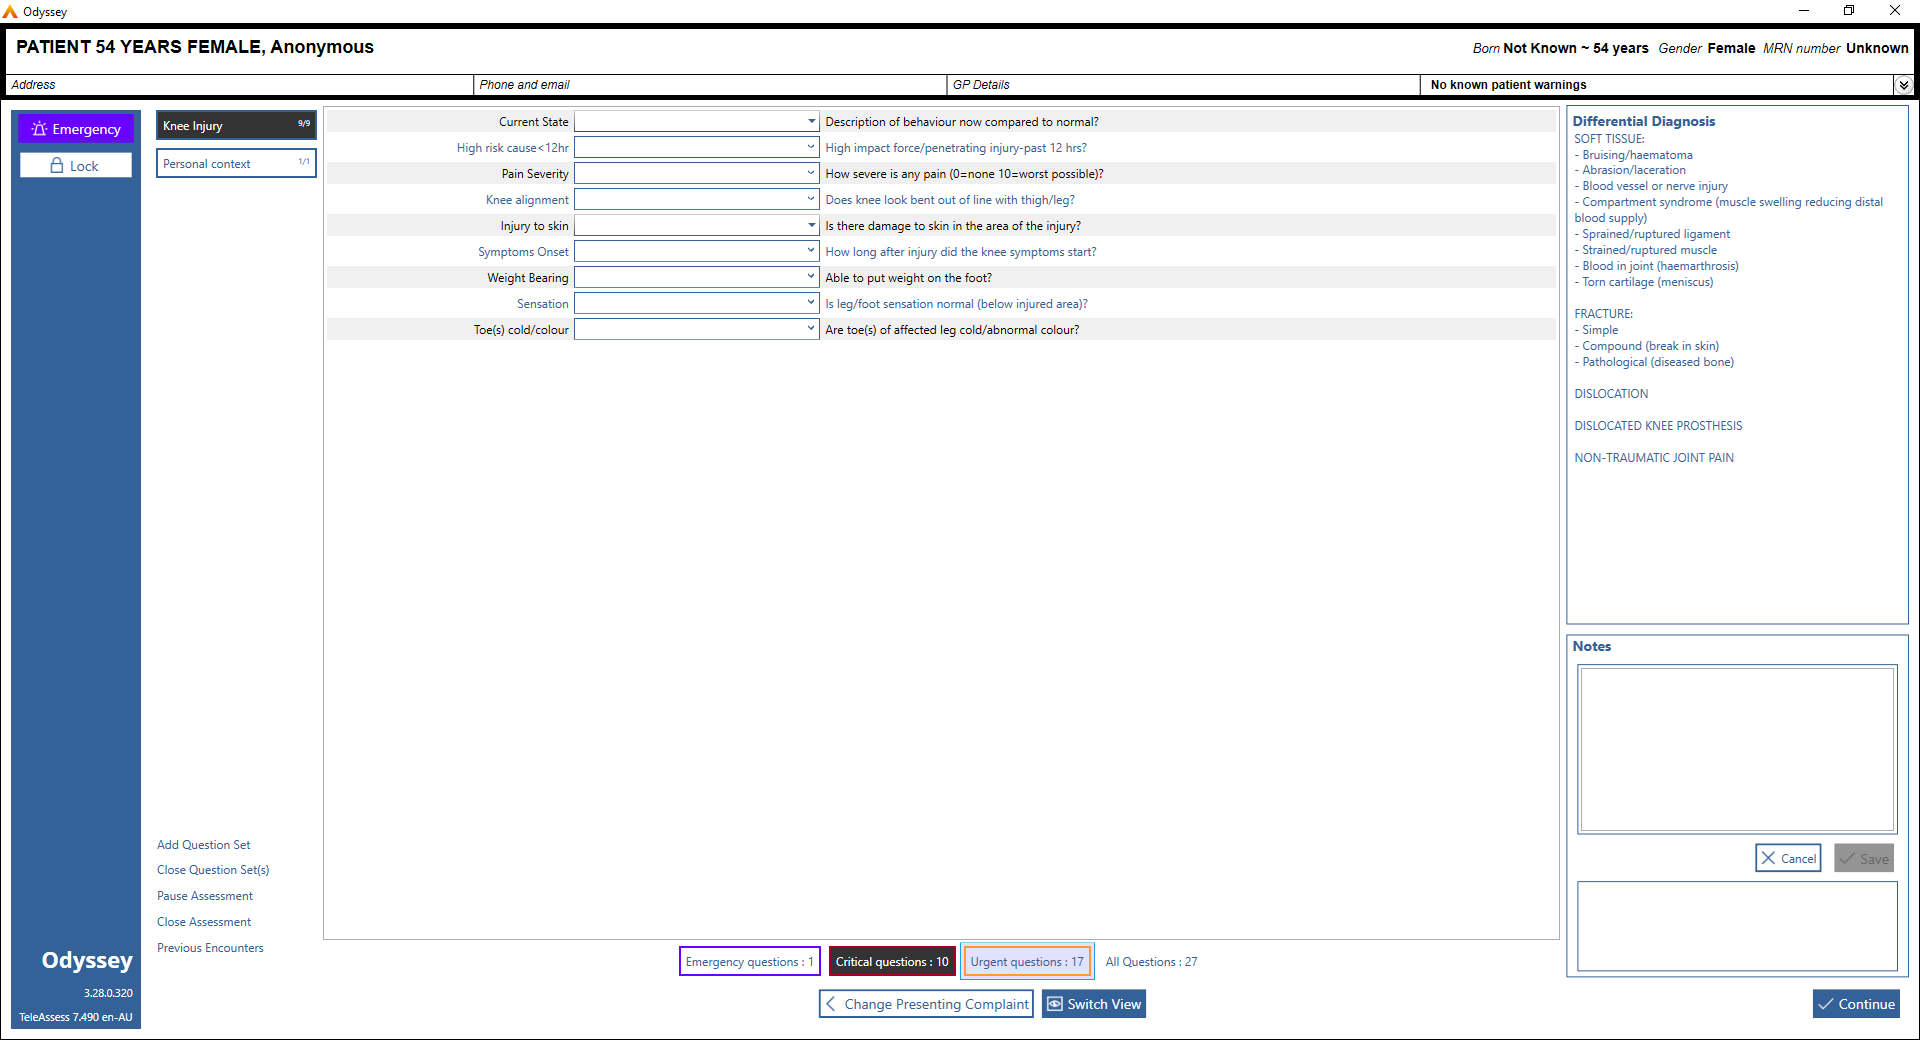 Odyssey
PATIENT 54 YEARS FEMALE, Anonymous
Born Not Known ~ 54 years Gender Female MRN number Unknown
Address
Phone and email
GP Details
No known patient warnings
Emergency
Lock
Knee Injury 9/9
Personal context 1/1
Current State Description of behaviour now compared to normal?
High risk cause<12hr High impact force/penetrating injury-past 12 hrs?
Pain Severity How severe is any pain (0=none 10=worst possible)?
Knee alignment Does knee look bent out of line with thigh/leg?
Injury to skin Is there damage to skin in the area of the injury?
Symptoms Onset How long after injury did the knee symptoms start?
Weight Bearing Able to put weight on the foot?
Sensation Is leg/foot sensation normal (below injured area)?
Toe(s) cold/colour Are toe(s) of affected leg cold/abnormal colour?
Differential Diagnosis
SOFT TISSUE:
- Bruising/haematoma
- Abrasion/laceration
- Blood vessel or nerve injury
- Compartment syndrome (muscle swelling reducing distal
blood supply)
- Sprained/ruptured ligament
- Strained/ruptured muscle
- Blood in joint (haemarthrosis)
- Torn cartilage (meniscus)
FRACTURE:
- Simple
- Compound (break in skin)
- Pathological (diseased bone)
DISLOCATION
DISLOCATED KNEE PROSTHESIS
NON-TRAUMATIC JOINT PAIN
Notes
Cancel
Save
Add Question Set
Close Question Set(s)
Pause Assessment
Close Assessment
Previous Encounters
Odyssey
3.28.0.320
TeleAssess 7.490 en-AU
Emergency questions : 1
Critical questions : 10
Urgent questions : 17
All Questions : 27
Change Presenting Complaint
Switch View
Continue